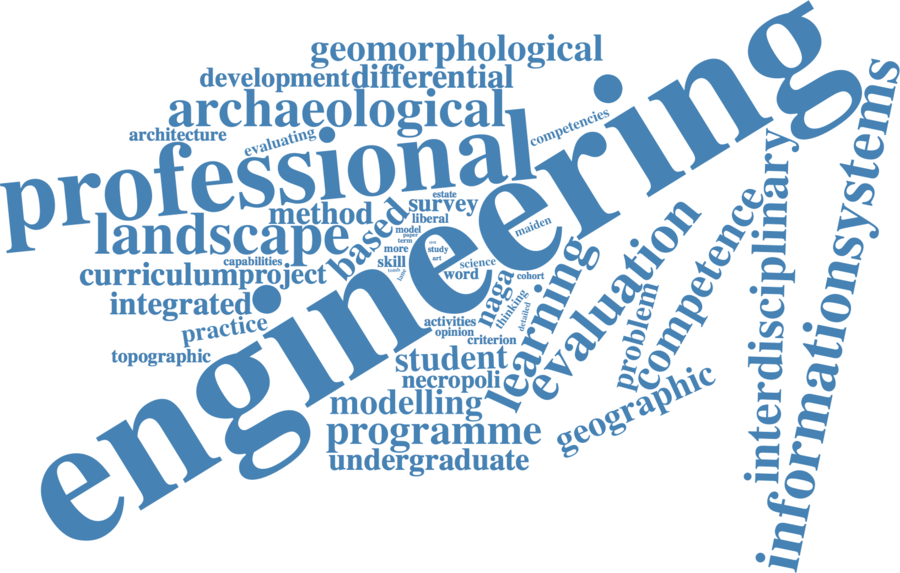 geomorphological
development differential
archaeological
architecture
evaluating
competencies
professional
engineering
estate
survey
method
liberal
landscape
based
model
paper
term
maiden
more
study
art
capabilities
skill
science
curriculum project
word
cohort
integrated
naga
thinking
detailed
practice
activities
opinion
criterion
topographic
student
necropoli
learning
evaluation
problem
competence
modelling
programme
undergraduate
geographic
interdisciplinary
informationsystems